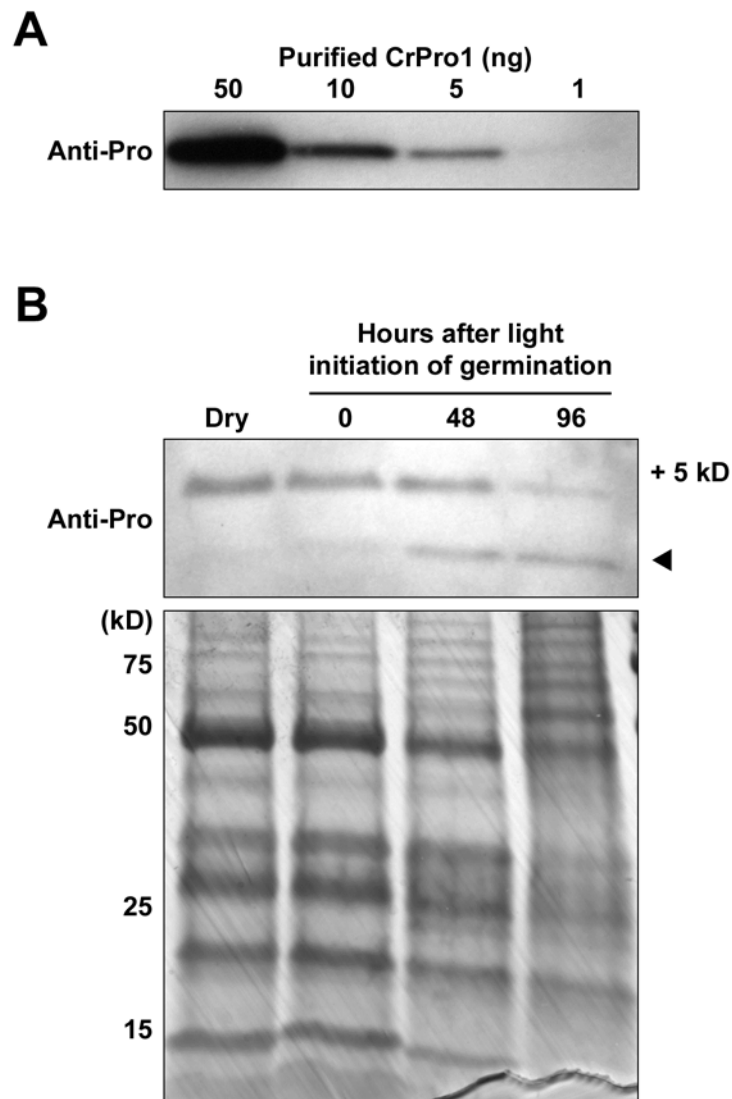 A
Purified CrPro1 (ng)
50 10 5 1
Anti-Pro
B
Hours after light
initiation of germination
Dry 0 48 96
+ 5 kD
Anti-Pro
(kD)
75
50
25
15